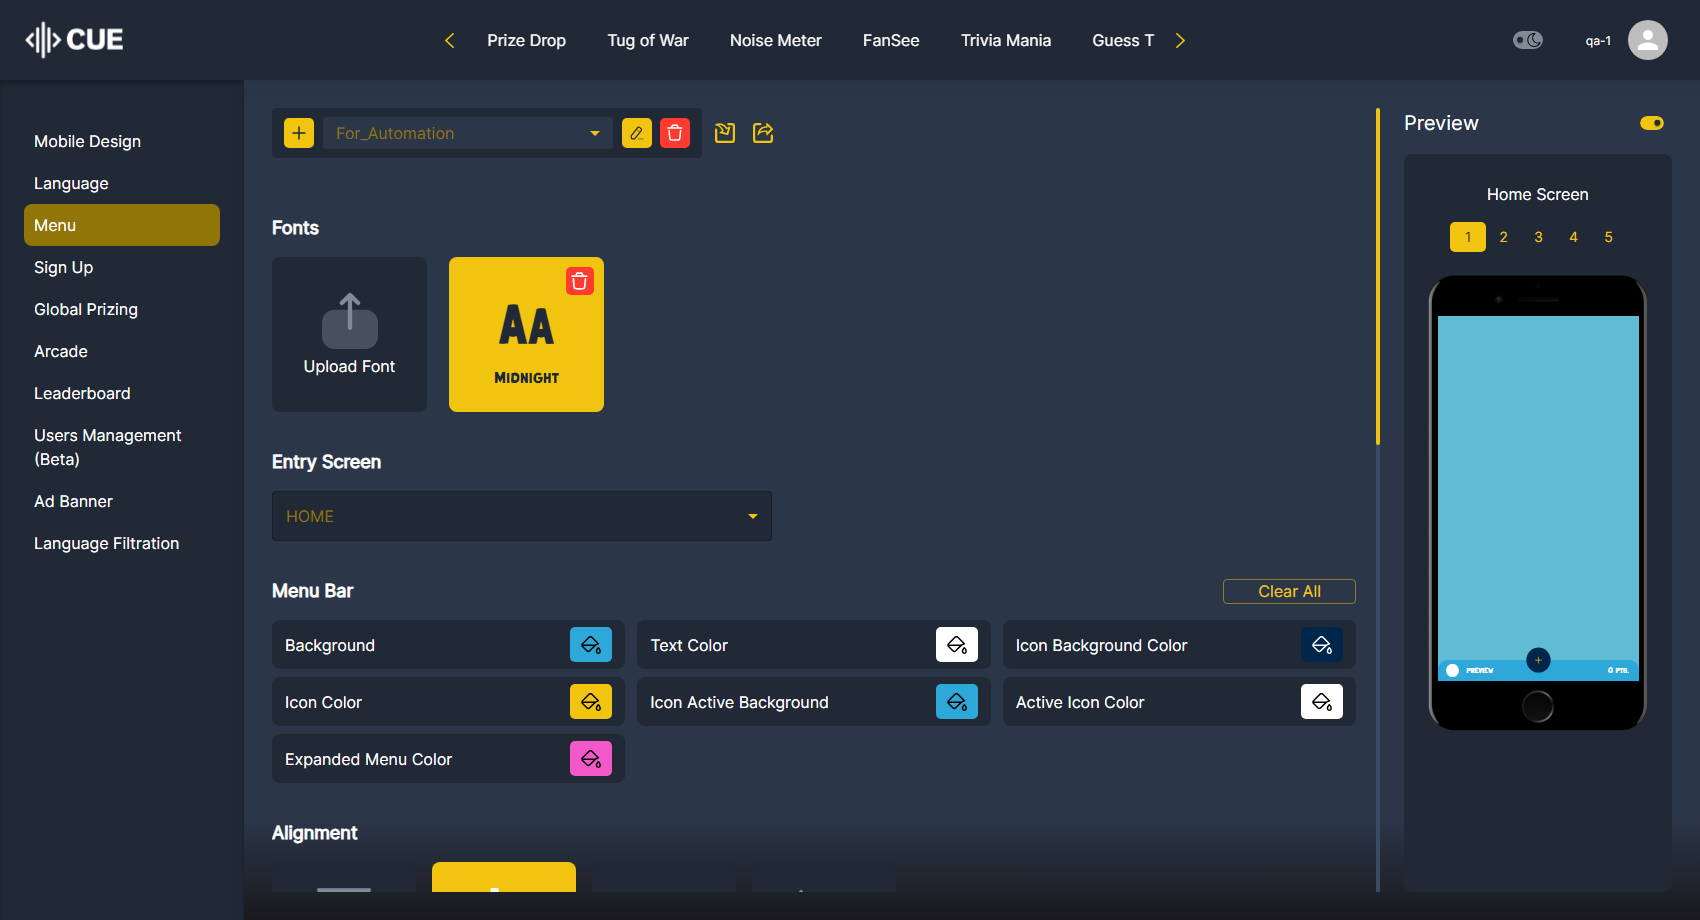 CUE
Prize Drop
Tug of War
Noise Meter
FanSee
Trivia Mania
Guess T
qa-1
Mobile Design
Language
Menu
Sign Up
Global Prizing
Arcade
Leaderboard
Users Management
(Beta)
Ad Banner
Language Filtration
For_Automation
Fonts
Upload Font
AA
MIDNIGHT
Entry Screen
HOME
Menu Bar
Clear All
Background
Text Color
Icon Background Color
Icon Color
Icon Active Background
Active Icon Color
Expanded Menu Color
Alignment
Preview
Home Screen
1 2 3 4 5
PREVIEW
0 PTS.